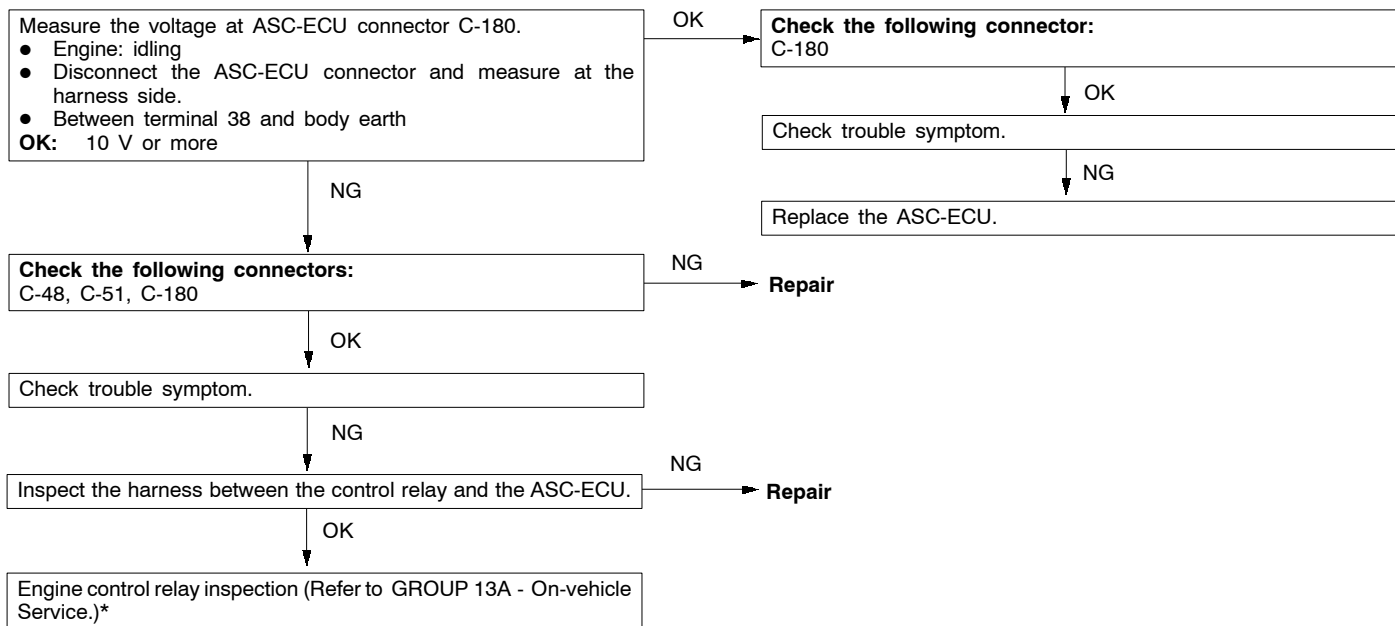 Measure the voltage at ASC-ECU connector C-180.
● Engine: idling
● Disconnect the ASC-ECU connector and measure at the
harness side.
● Between terminal 38 and body earth
OK: 10 V or more
OK
Check the following connector:
C-180
OK
Check trouble symptom.
NG
Replace the ASC-ECU.
NG
Check the following connectors:
C-48, C-51, C-180
NG
Repair
OK
Check trouble symptom.
NG
Inspect the harness between the control relay and the ASC-ECU.
NG
Repair
OK
Engine control relay inspection (Refer to GROUP 13A - On-vehicle
Service.)*